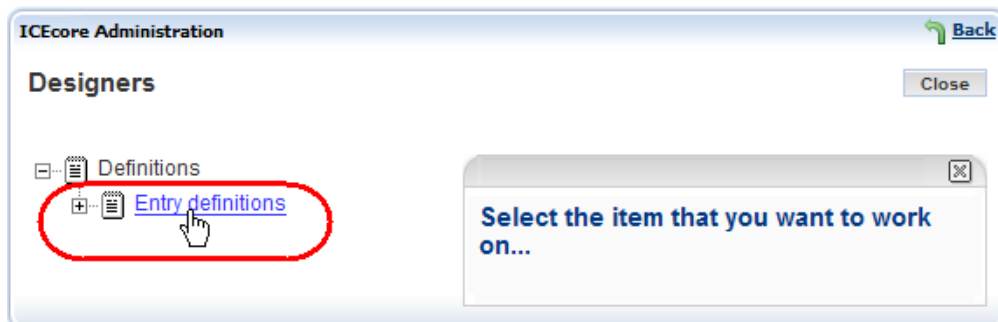 ICEcore Administration
Back
Designers
Close
Definitions
Entry definitions
Select the item that you want to work
on...